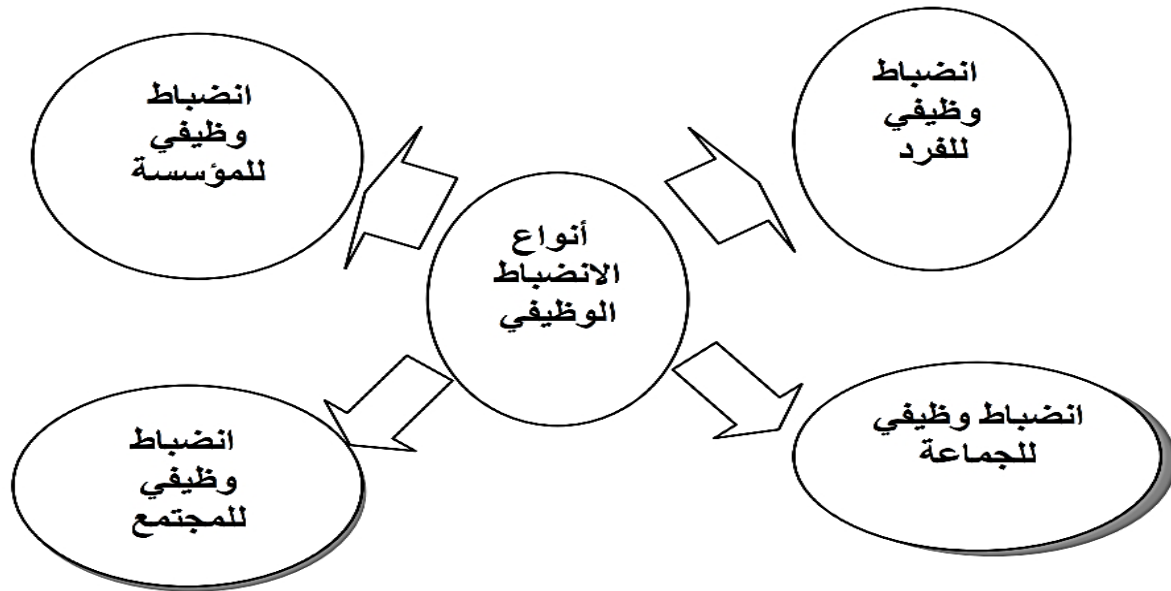 انضباط
وظيفي
للفرد
انضباط
وظيفي
للمؤسسة
أنواع
الانضباط
الوظيفي
انضباط وظيفي
للجماعة
انضباط
وظيفي
للمجتمع